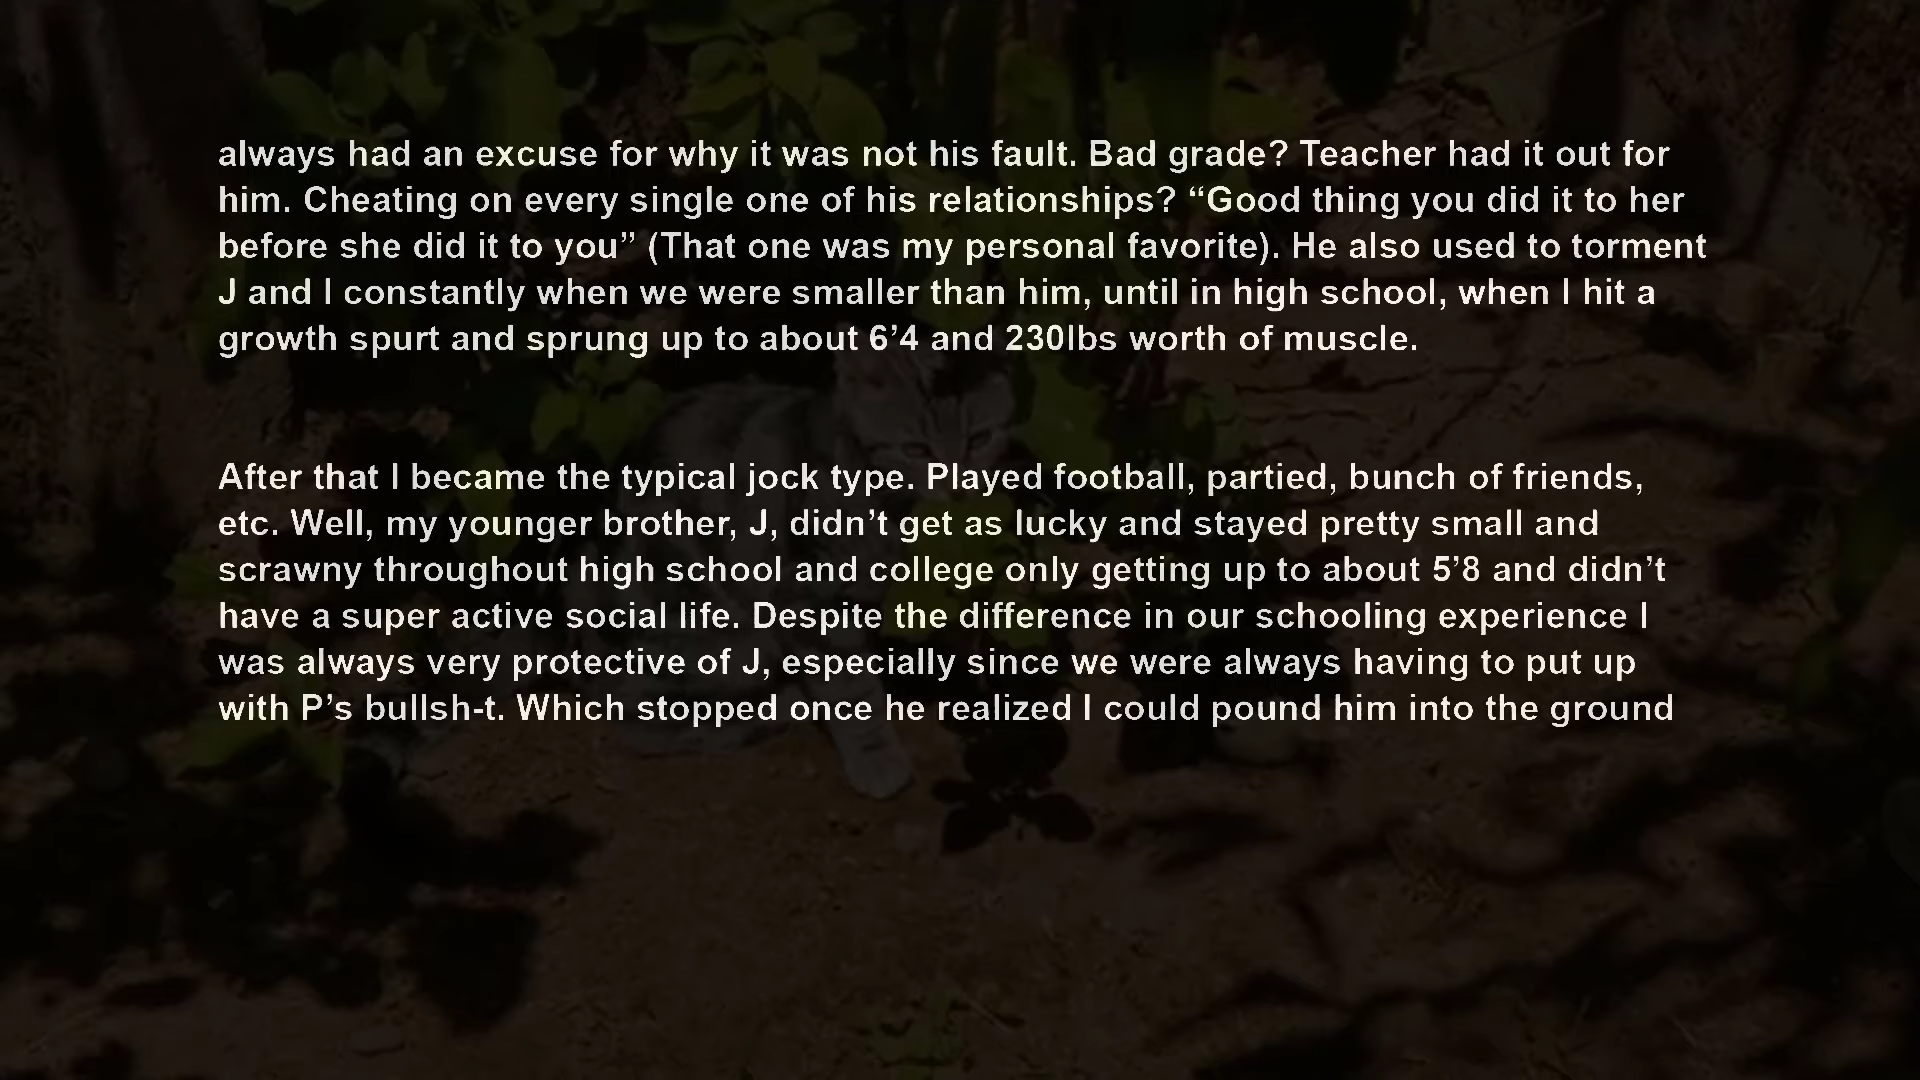 always had an excuse for why it was not his fault. Bad grade? Teacher had it out for
him. Cheating on every single one of his relationships? “Good thing you did it to her
before she did it to you” (That one was my personal favorite). He also used to torment
J and I constantly when we were smaller than him, until in high school, when I hit a
growth spurt and sprung up to about 6’4 and 230lbs worth of muscle.
After that I became the typical jock type. Played football, partied, bunch of friends,
etc. Well, my younger brother, J, didn’t get as lucky and stayed pretty small and
scrawny throughout high school and college only getting up to about 5’8 and didn’t
have a super active social life. Despite the difference in our schooling experience I
was always very protective of J, especially since we were always having to put up
with P’s bullsh-t. Which stopped once he realized I could pound him into the ground